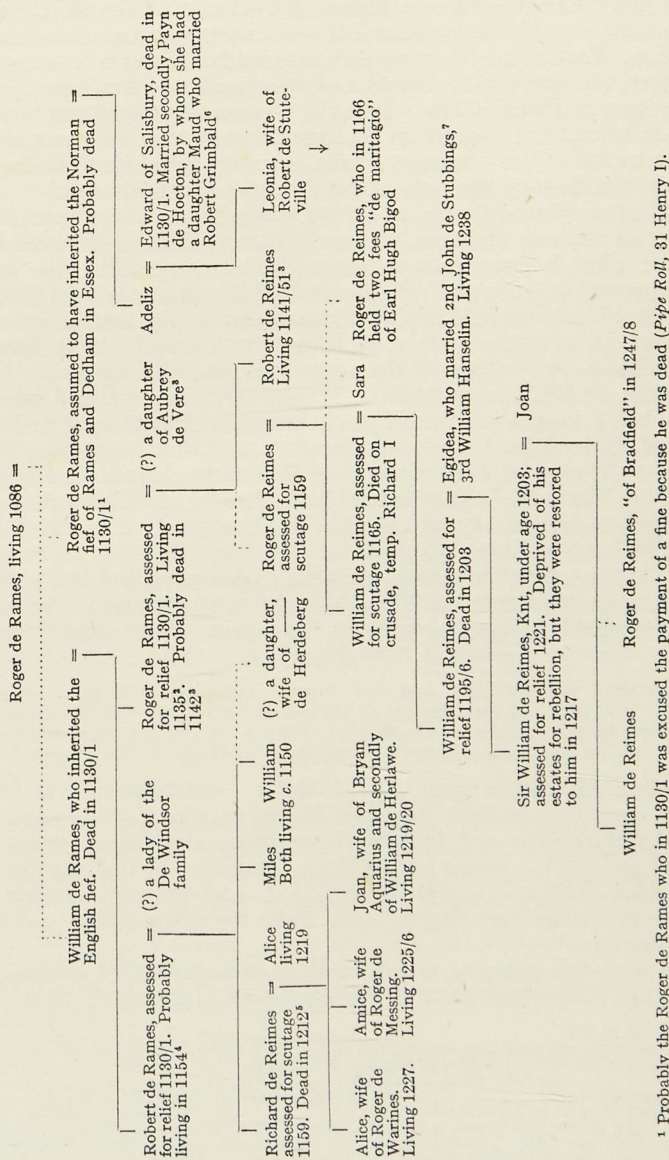 Roger de Rames, living 1086 =
William de Rames, who inherited the =
English fief. Dead in 1130/1
Roger de Rames, assumed to have inherited the Norman =
fief of Rames and Dedham in Essex. Probably dead
1130/1¹
Robert de Rames, assessed =
for relief 1130/1. Probably
living in 1154⁴
(?) a lady of the
De Windsor
family
Roger de Rames, assessed =
for relief 1130/1. Living
1135². Probably dead in
1142³
(?) a daughter
of Aubrey
de Vere³
Adeliz =
Edward of Salisbury, dead in
1130/1. Married secondly Payn
de Hocton, by whom she had
a daughter Maud who married
Robert Grimbald⁶
Richard de Reimes =
assessed for scutage
1159. Dead in 1212⁵
Alice
living
1219
Miles William
Both living c. 1150
(?) a daughter,
wife of ——
de Herdeberg
Roger de Reimes =
assessed for
scutage 1159
Robert de Reimes
Living 1141/51³
Leonia, wife of
Robert de Stute-
ville
Alice, wife
of Roger de
Warines.
Living 1227.
Amice, wife
of Roger de
Messing.
Living 1225/6
Joan, wife of Bryan
Aquarius and secondly
of William de Herlawe.
Living 1219/20
William de Reimes, assessed =
for scutage 1165. Died on
crusade, temp. Richard I
Sara
Roger de Reimes, who in 1166
held two fees "de maritagio"
of Earl Hugh Bigod
William de Reimes, assessed for =
relief 1195/6. Dead in 1203
Egidea, who married 2nd John de Stubbings,⁷
3rd William Hanselin. Living 1238
Sir William de Reimes, Knt, under age 1203; =
assessed for relief 1221. Deprived of his
estates for rebellion, but they were restored
to him in 1217
Joan
William de Reimes
Roger de Reimes, "of Bradfield" in 1247/8
¹ Probably the Roger de Rames who in 1130/1 was excused the payment of a fine because he was dead (Pipe Roll, 31 Henry I).